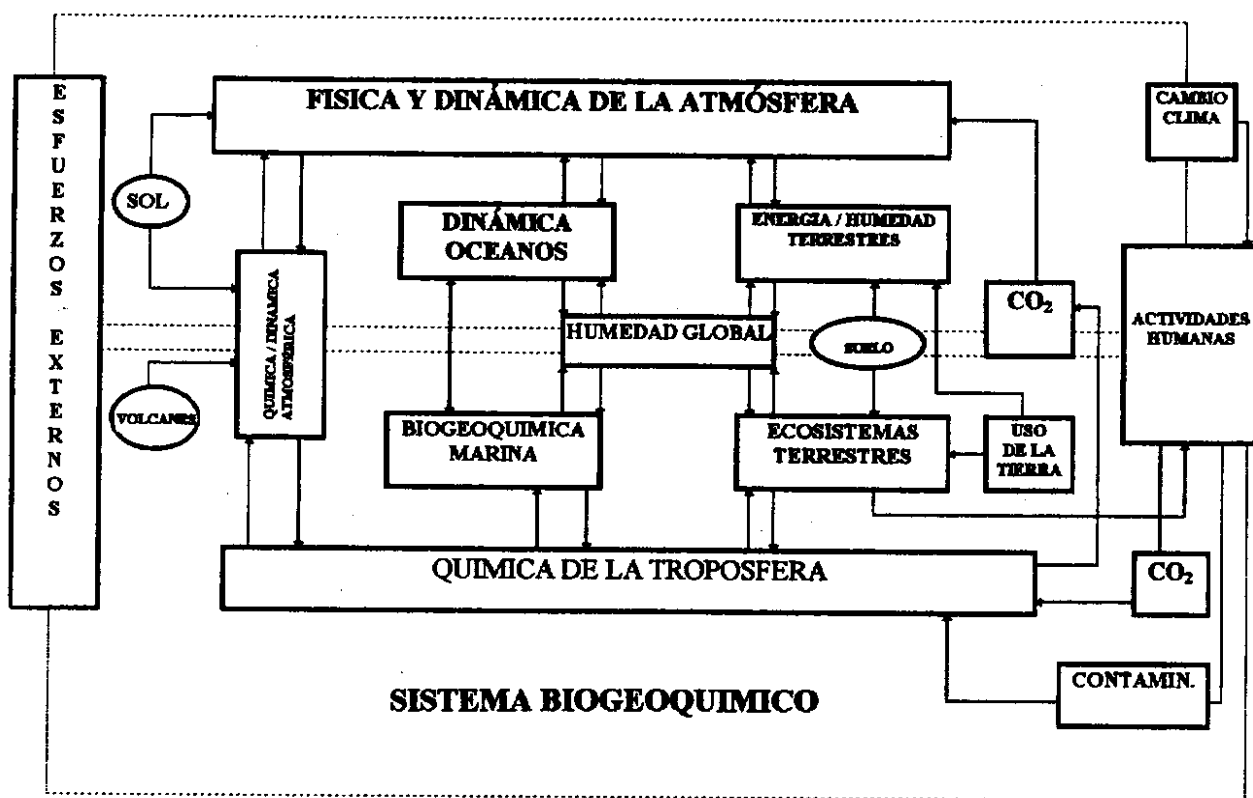 ESFUERZOS EXTERNOS
FISICA Y DINÁMICA DE LA ATMÓSFERA
CAMBIO
CLIMA
SOL
DINÁMICA
OCEANOS
ENERGIA / HUMEDAD
TERRESTRES
QUIMICA / DINAMICA
ATMOSFÉRICA
CO₂
ACTIVIDADES
HUMANAS
HUMEDAD GLOBAL
SUELO
VOLCANES
BIOGEOQUIMICA
MARINA
ECOSISTEMAS
TERRESTRES
USO
DE LA
TIERRA
QUIMICA DE LA TROPOSFERA
CO₂
CONTAMIN.
SISTEMA BIOGEOQUIMICO